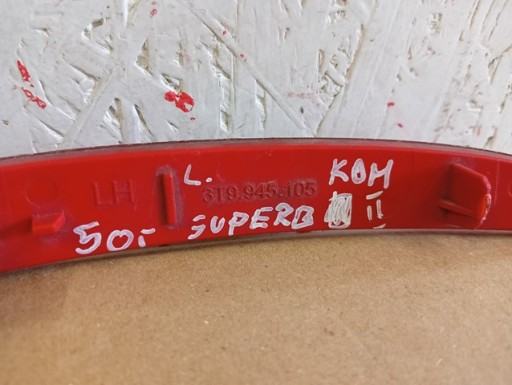 LH L. 3T9.945.105 KOM
50,- SUPERB II